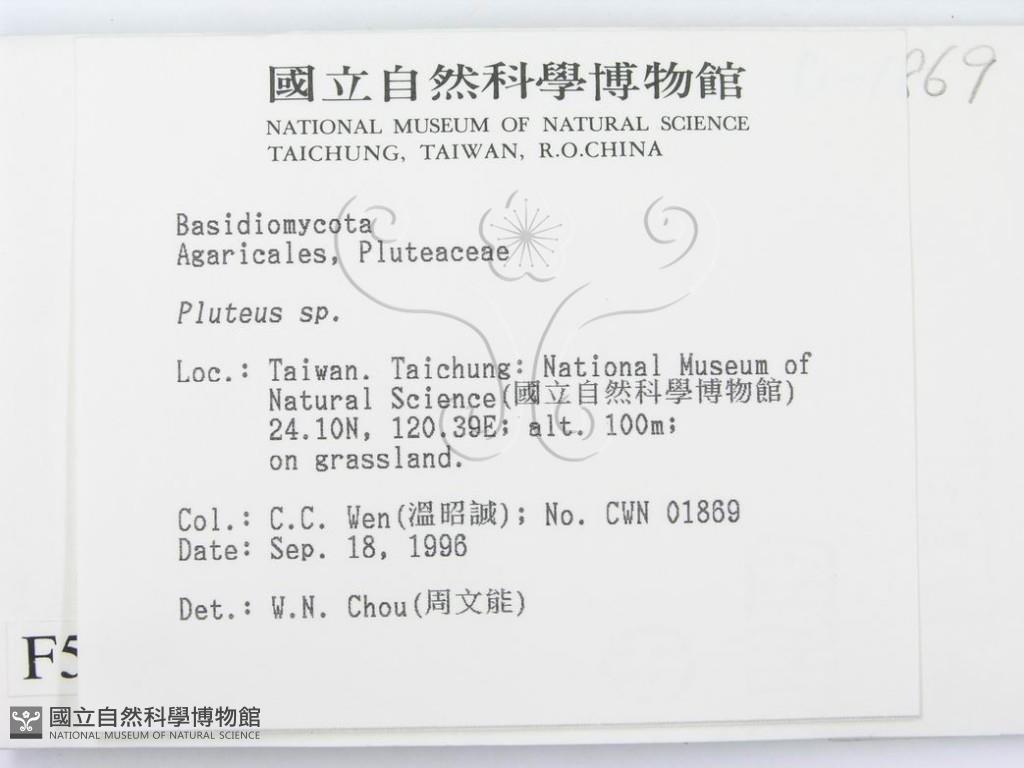 國立自然科學博物館
NATIONAL MUSEUM OF NATURAL SCIENCE
TAICHUNG, TAIWAN, R.O.CHINA
869
Basidiomycota
Agaricales, Pluteaceae
Pluteus sp.
Loc.: Taiwan. Taichung: National Museum of
Natural Science(國立自然科學博物館)
24.10N, 120.39E; alt. 100m;
on grassland.
Col.: C.C. Wen(溫昭誠); No. CWN 01869
Date: Sep. 18, 1996
Det.: W.N. Chou(周文能)
F5
國立自然科學博物館
NATIONAL MUSEUM OF NATURAL SCIENCE